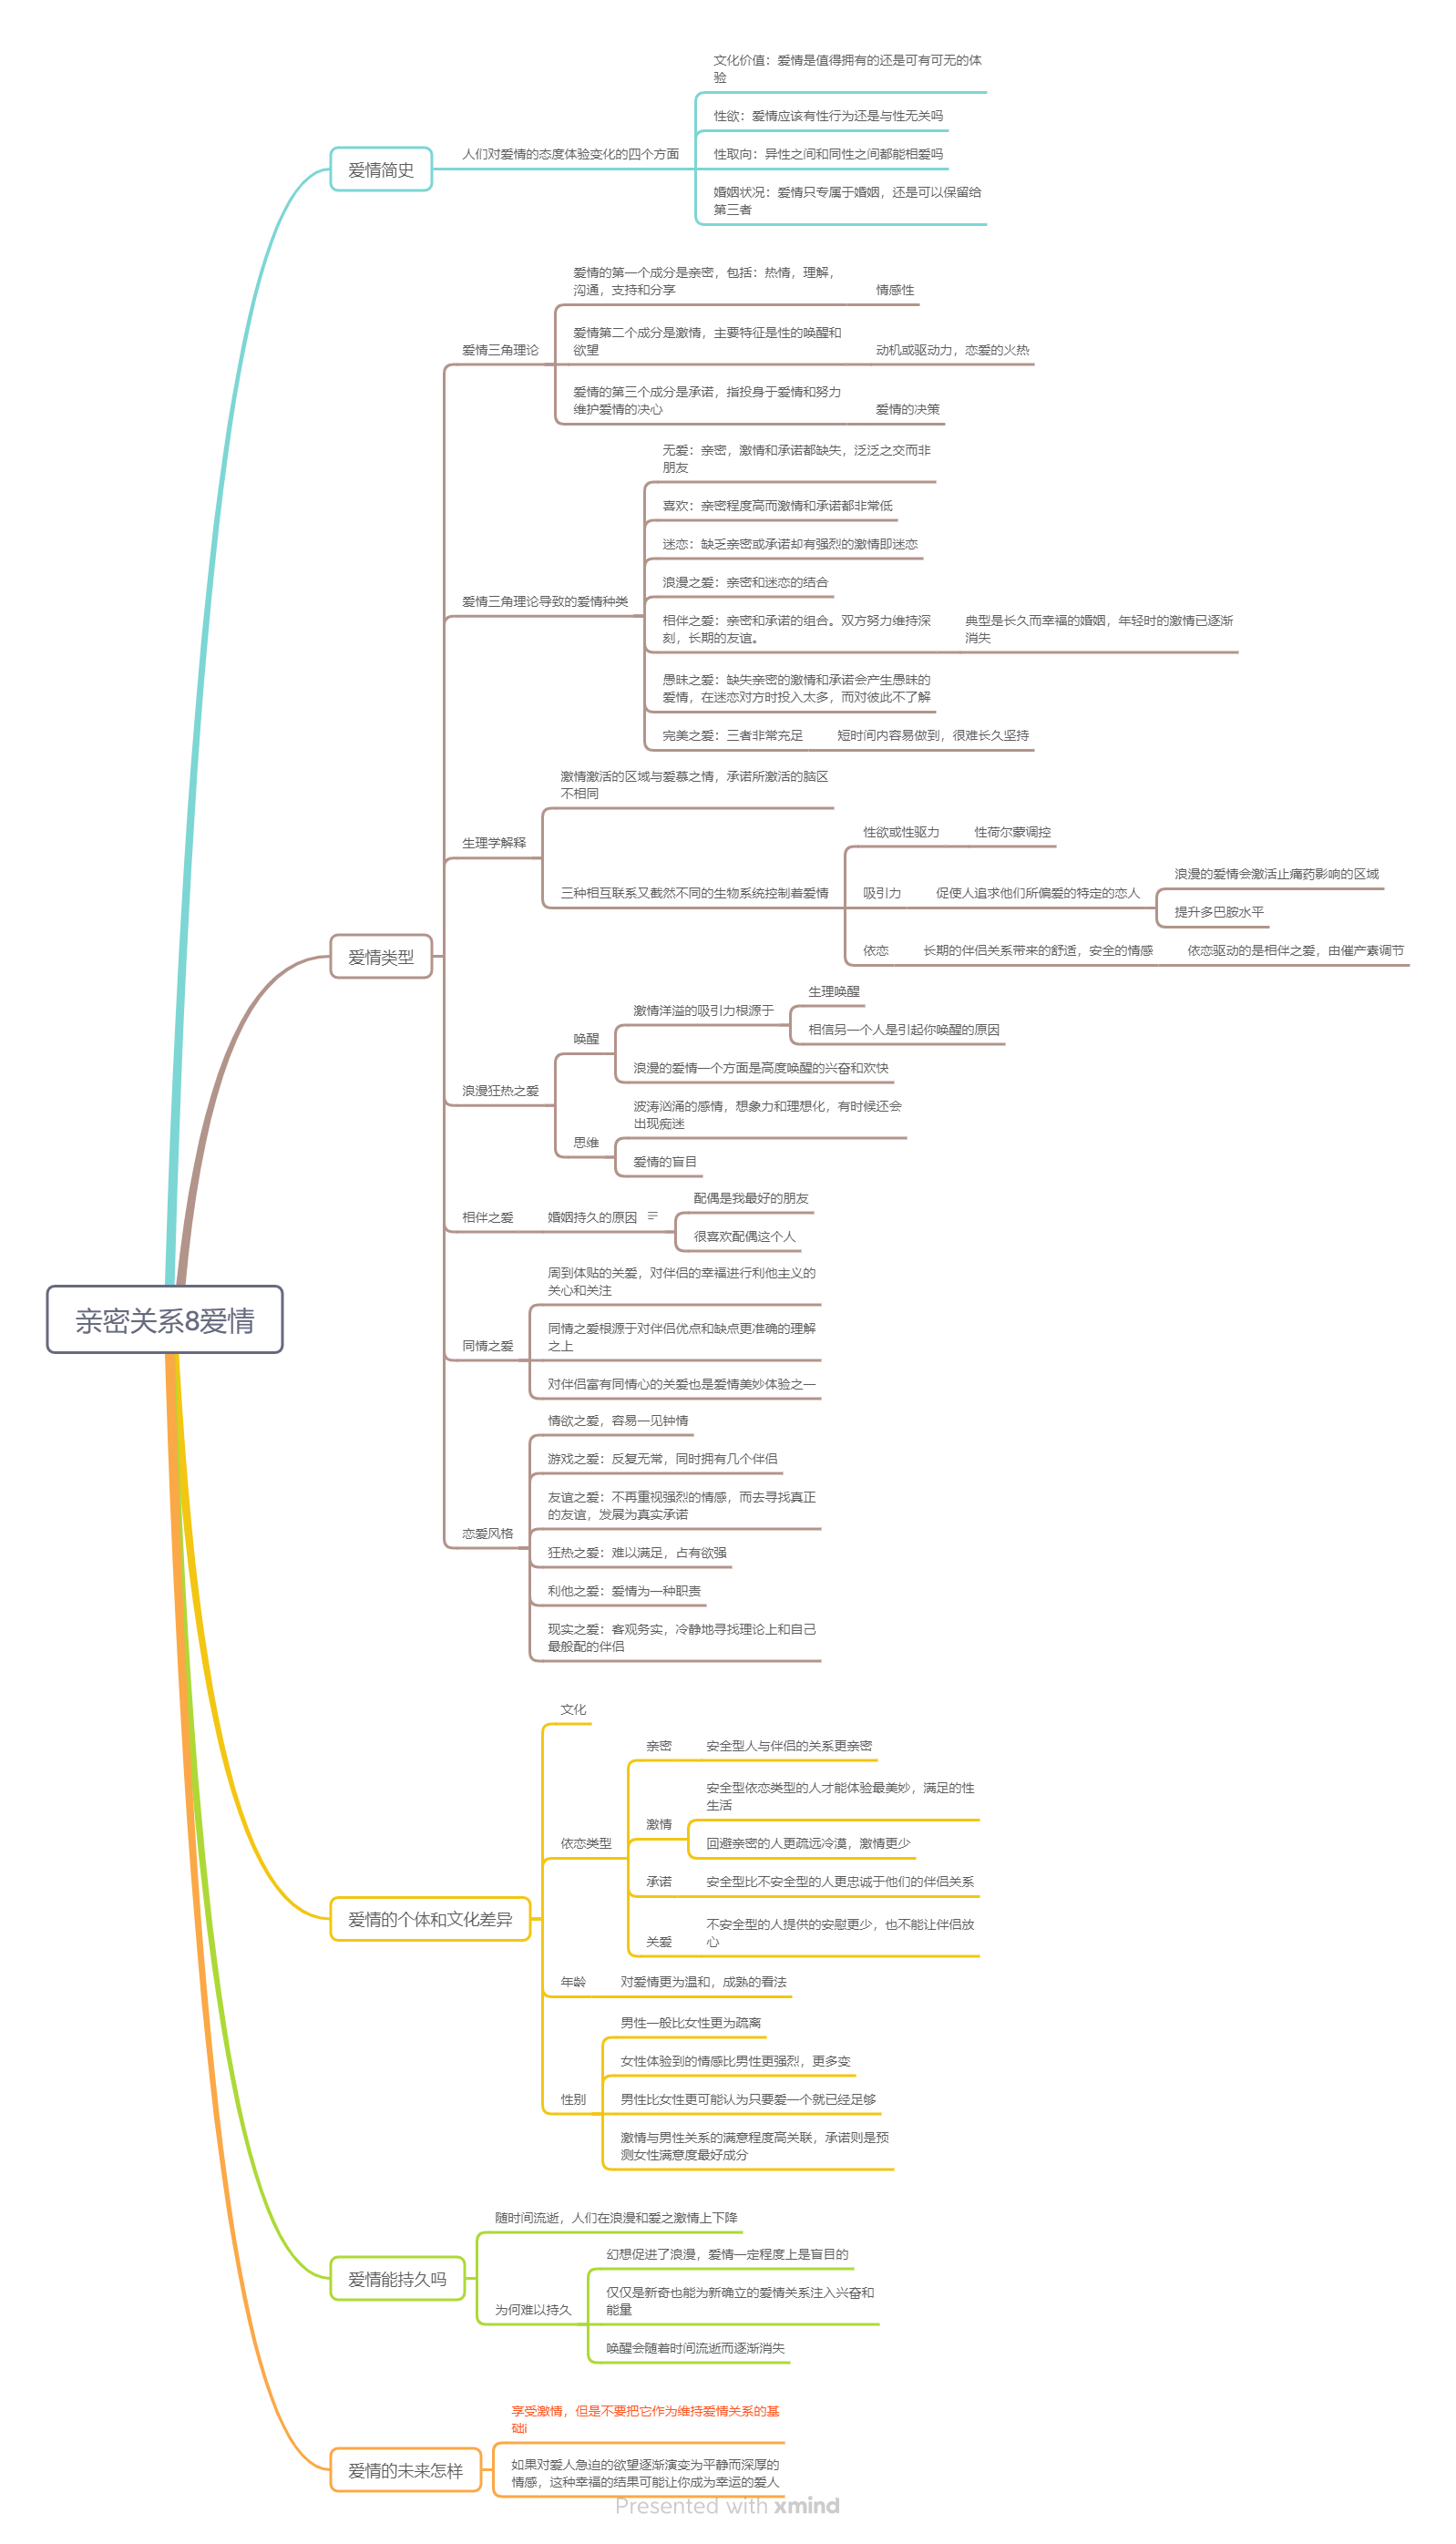 亲密关系8爱情
爱情简史
人们对爱情的态度体验变化的四个方面
文化价值：爱情是值得拥有的还是可有可无的体
验
性欲：爱情应该有性行为还是与性无关吗
性取向：异性之间和同性之间都能相爱吗
婚姻状况：爱情只专属于婚姻，还是可以保留给
第三者
爱情类型
爱情三角理论
爱情的第一个成分是亲密，包括：热情，理解，
沟通，支持和分享
情感性
爱情第二个成分是激情，主要特征是性的唤醒和
欲望
动机或驱动力，恋爱的火热
爱情的第三个成分是承诺，指投身于爱情和努力
维护爱情的决心
爱情的决策
爱情三角理论导致的爱情种类
无爱：亲密，激情和承诺都缺失，泛泛之交而非
朋友
喜欢：亲密程度高而激情和承诺都非常低
迷恋：缺乏亲密或承诺却有强烈的激情即迷恋
浪漫之爱：亲密和迷恋的结合
相伴之爱：亲密和承诺的组合。双方努力维持深
刻，长期的友谊。
典型是长久而幸福的婚姻，年轻时的激情已逐渐
消失
愚昧之爱：缺失亲密的激情和承诺会产生愚昧的
爱情，在迷恋对方时投入太多，而对彼此不了解
完美之爱：三者非常充足
短时间内容易做到，很难长久坚持
生理学解释
激情激活的区域与爱慕之情，承诺所激活的脑区
不相同
三种相互联系又截然不同的生物系统控制着爱情
性欲或性驱力
性荷尔蒙调控
吸引力
促使人追求他们所偏爱的特定的恋人
浪漫的爱情会激活止痛药影响的区域
提升多巴胺水平
依恋
长期的伴侣关系带来的舒适，安全的情感
依恋驱动的是相伴之爱，由催产素调节
浪漫狂热之爱
唤醒
激情洋溢的吸引力根源于
生理唤醒
相信另一个人是引起你唤醒的原因
浪漫的爱情一个方面是高度唤醒的兴奋和欢快
思维
波涛汹涌的感情，想象力和理想化，有时候还会
出现痴迷
爱情的盲目
相伴之爱
婚姻持久的原因
配偶是我最好的朋友
很喜欢配偶这个人
同情之爱
周到体贴的关爱，对伴侣的幸福进行利他主义的
关心和关注
同情之爱根源于对伴侣优点和缺点更准确的理解
之上
对伴侣富有同情心的关爱也是爱情美妙体验之一
恋爱风格
情欲之爱，容易一见钟情
游戏之爱：反复无常，同时拥有几个伴侣
友谊之爱：不再重视强烈的情感，而去寻找真正
的友谊，发展为真实承诺
狂热之爱：难以满足，占有欲强
利他之爱：爱情为一种职责
现实之爱：客观务实，冷静地寻找理论上和自己
最般配的伴侣
爱情的个体和文化差异
文化
依恋类型
亲密
安全型人与伴侣的关系更亲密
激情
安全型依恋类型的人才能体验最美妙，满足的性
生活
回避亲密的人更疏远冷漠，激情更少
承诺
安全型比不安全型的人更忠诚于他们的伴侣关系
关爱
不安全型的人提供的安慰更少，也不能让伴侣放
心
年龄
对爱情更为温和，成熟的看法
性别
男性一般比女性更为疏离
女性体验到的情感比男性更强烈，更多变
男性比女性更可能认为只要爱一个就已经足够
激情与男性关系的满意程度高关联，承诺则是预
测女性满意度最好成分
爱情能持久吗
随时间流逝，人们在浪漫和爱之激情上下降
为何难以持久
幻想促进了浪漫，爱情一定程度上是盲目的
仅仅是新奇也能为新确立的爱情关系注入兴奋和
能量
唤醒会随着时间流逝而逐渐消失
爱情的未来怎样
享受激情，但是不要把它作为维持爱情关系的基
础i
如果对爱人急迫的欲望逐渐演变为平静而深厚的
情感，这种幸福的结果可能让你成为幸运的爱人
Presented with xmind